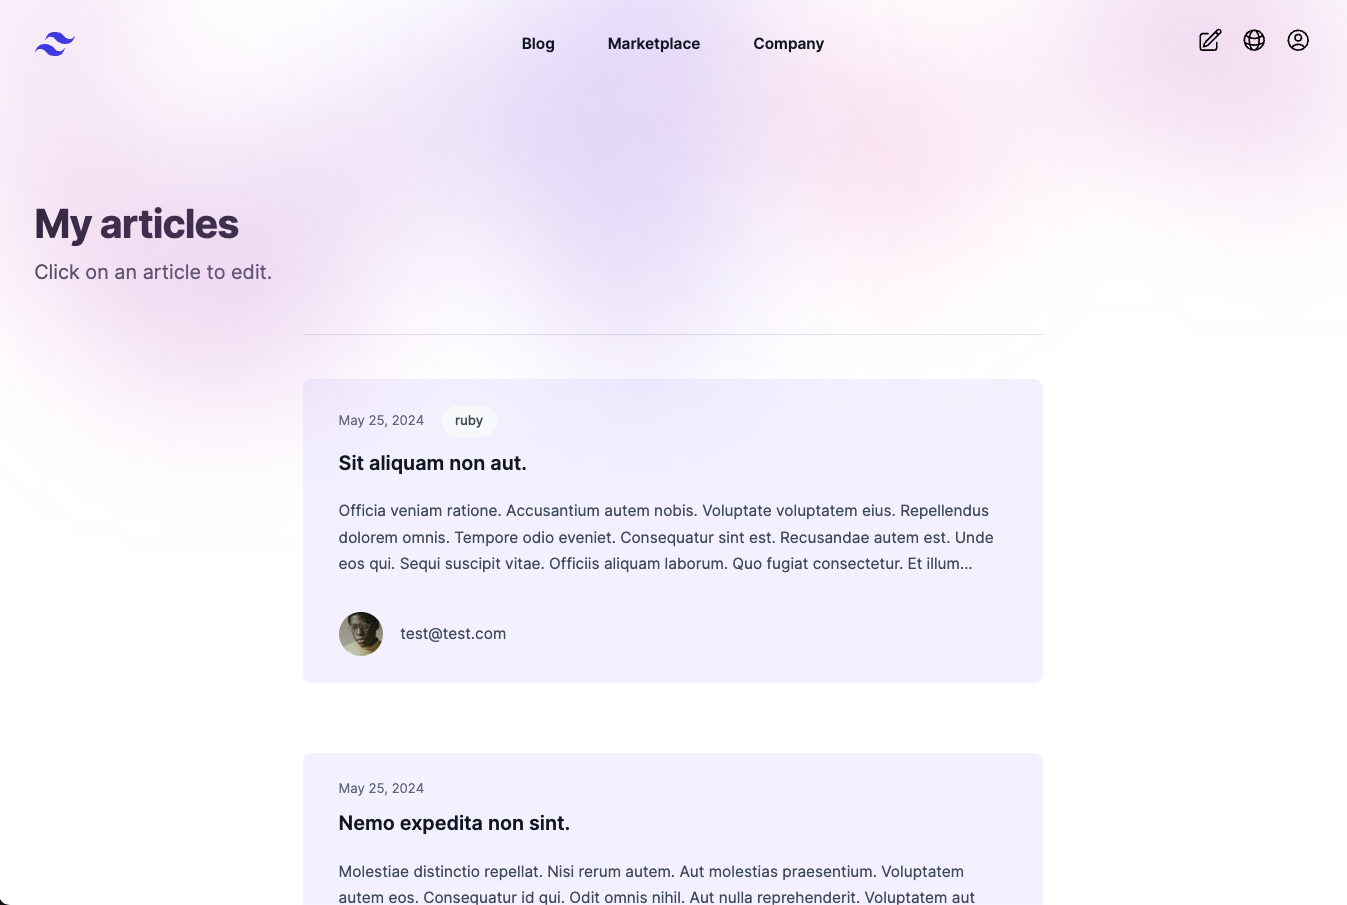 Blog
Marketplace
Company
My articles
Click on an article to edit.
May 25, 2024
ruby
Sit aliquam non aut.
Officia veniam ratione. Accusantium autem nobis. Voluptate voluptatem eius. Repellendus
dolorem omnis. Tempore odio eveniet. Consequatur sint est. Recusandae autem est. Unde
eos qui. Sequi suscipit vitae. Officiis aliquam laborum. Quo fugiat consectetur. Et illum...
test@test.com
May 25, 2024
Nemo expedita non sint.
Molestiae distinctio repellat. Nisi rerum autem. Aut molestias praesentium. Voluptatem
autem eos. Consequatur id qui. Odit omnis nihil. Aut nulla reprehenderit. Voluptatem aut